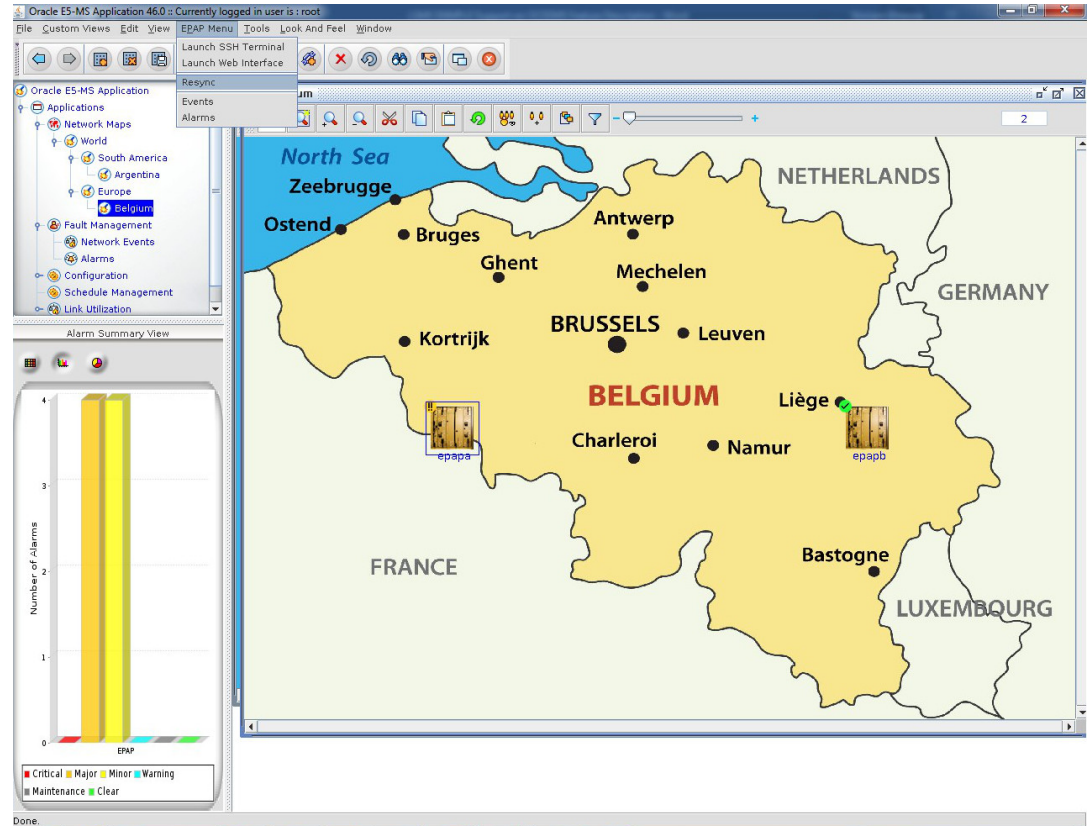 Oracle E5-MS Application 46.0 :: Currently logged in user is : root
File Custom Views Edit View EPAP Menu Tools Look And Feel Window
Launch SSH Terminal
Launch Web Interface
Resync
Events
Alarms
Oracle E5-MS Application
Applications
Network Maps
World
South America
Argentina
Europe
Belgium
Fault Management
Network Events
Alarms
Configuration
Schedule Management
Link Utilization
um
- +
2
North Sea
Zeebrugge
Ostend
Bruges
Antwerp
NETHERLANDS
Ghent
Mechelen
GERMANY
BRUSSELS
Leuven
Kortrijk
BELGIUM
Liège
epapa
Charleroi
Namur
epapb
FRANCE
Bastogne
LUXEMBOURG
Alarm Summary View
Number of Alarms
4
3
2
1
0
EPAP
Critical Major Minor Warning
Maintenance Clear
Done.